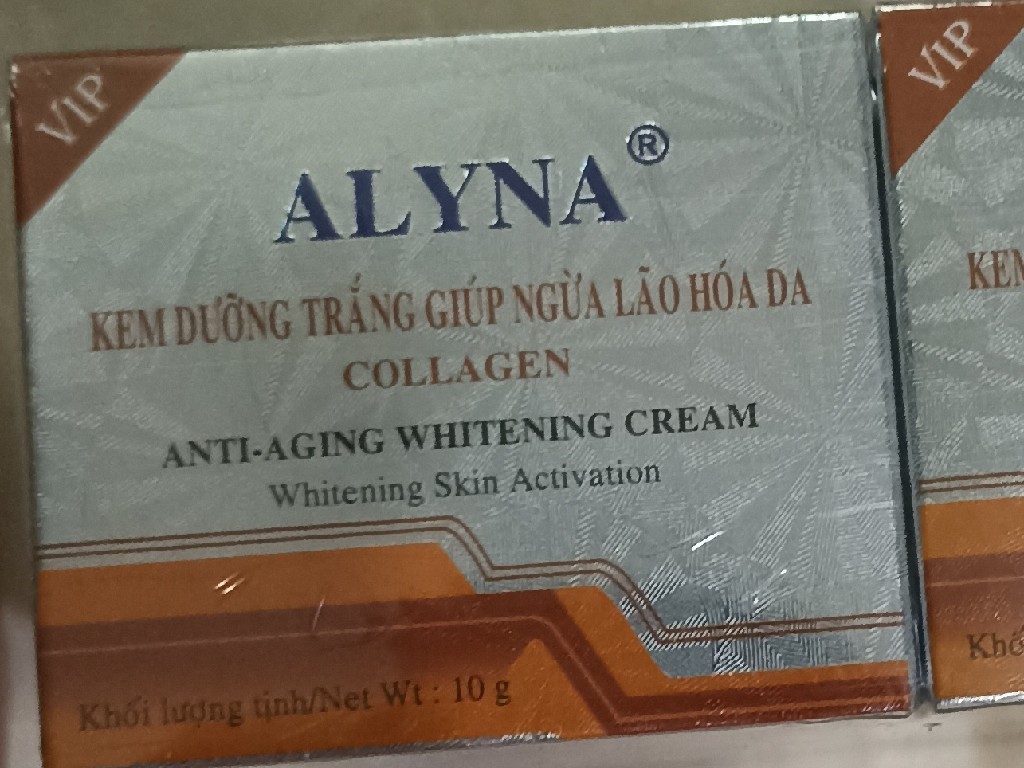 VIP
ALYNA®
KEM DƯỠNG TRẮNG GIÚP NGỪA LÃO HÓA DA
COLLAGEN
ANTI-AGING WHITENING CREAM
Whitening Skin Activation
Khối lượng tịnh/Net Wt : 10 g
VIP